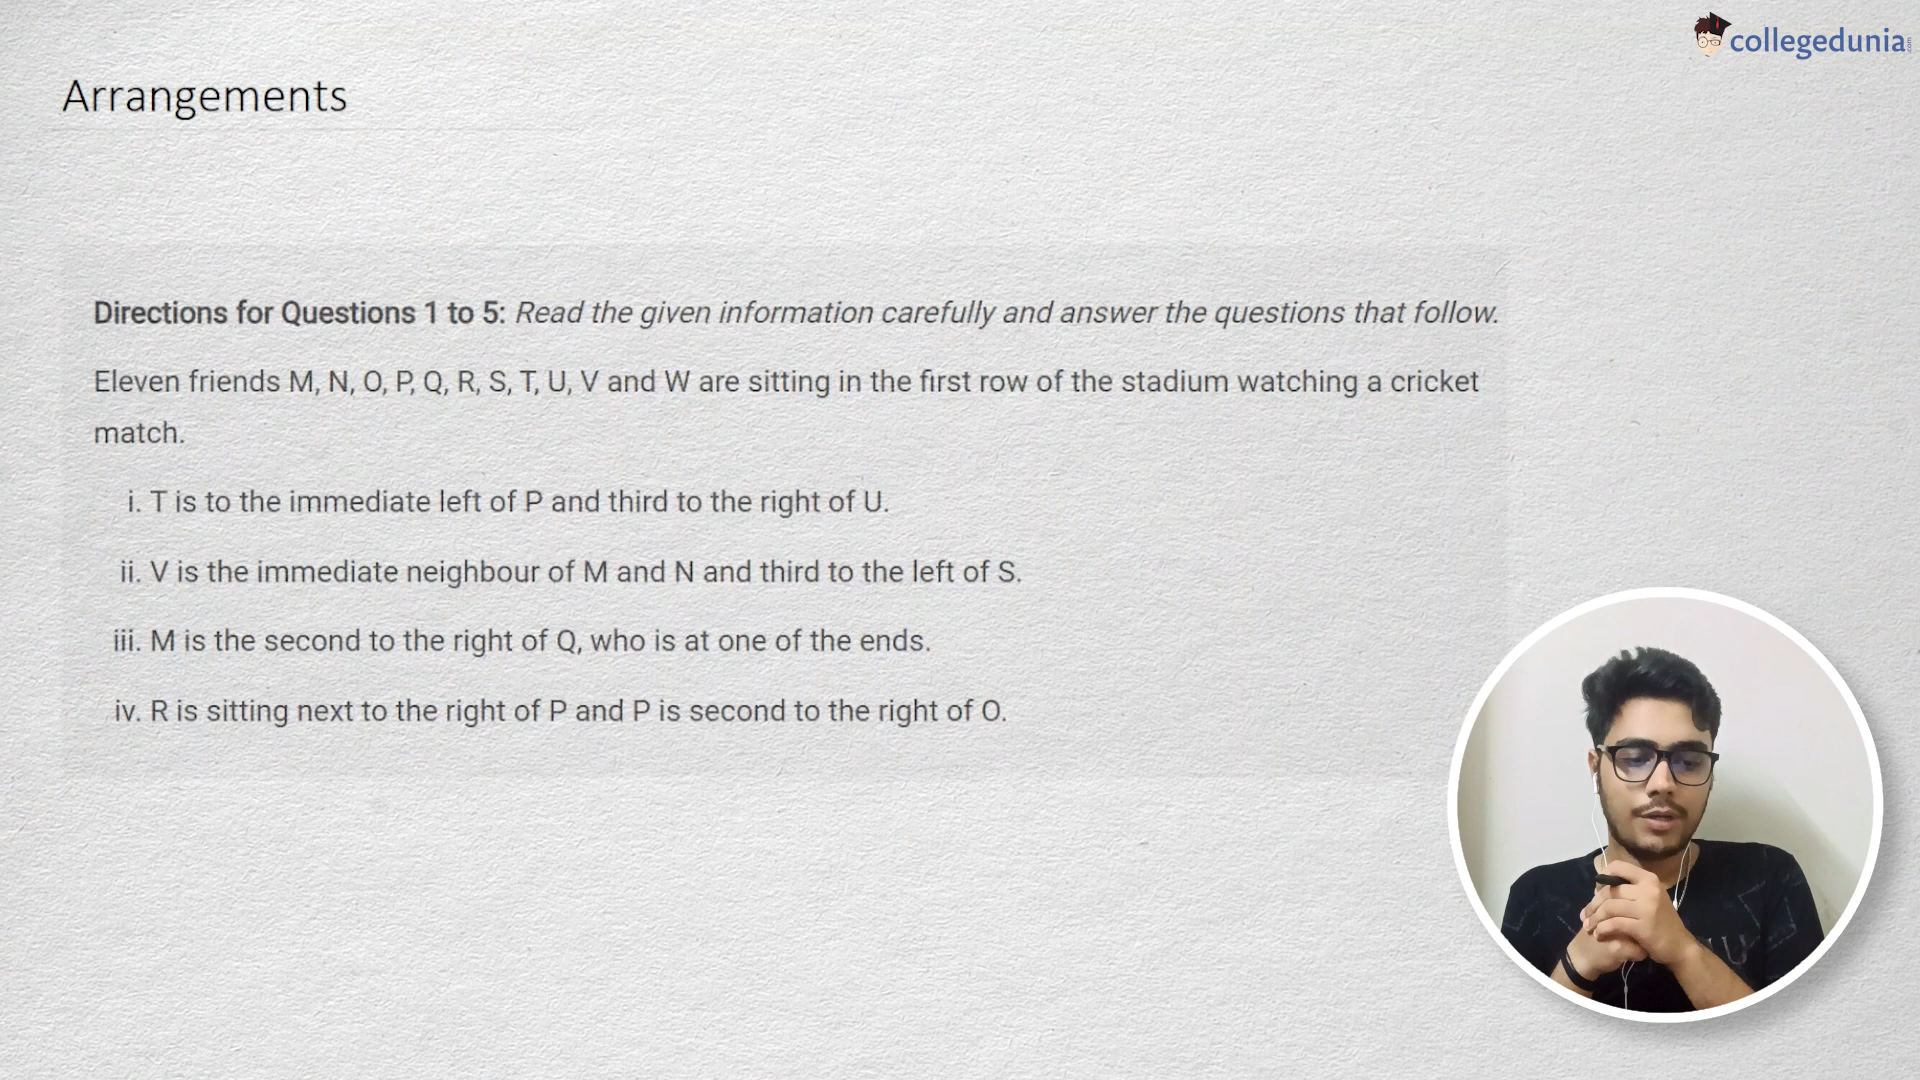 collegedunia
.com
Arrangements
Directions for Questions 1 to 5: Read the given information carefully and answer the questions that follow.
Eleven friends M, N, O, P, Q, R, S, T, U, V and W are sitting in the first row of the stadium watching a cricket
match.
i. T is to the immediate left of P and third to the right of U.
ii. V is the immediate neighbour of M and N and third to the left of S.
iii. M is the second to the right of Q, who is at one of the ends.
iv. R is sitting next to the right of P and P is second to the right of O.